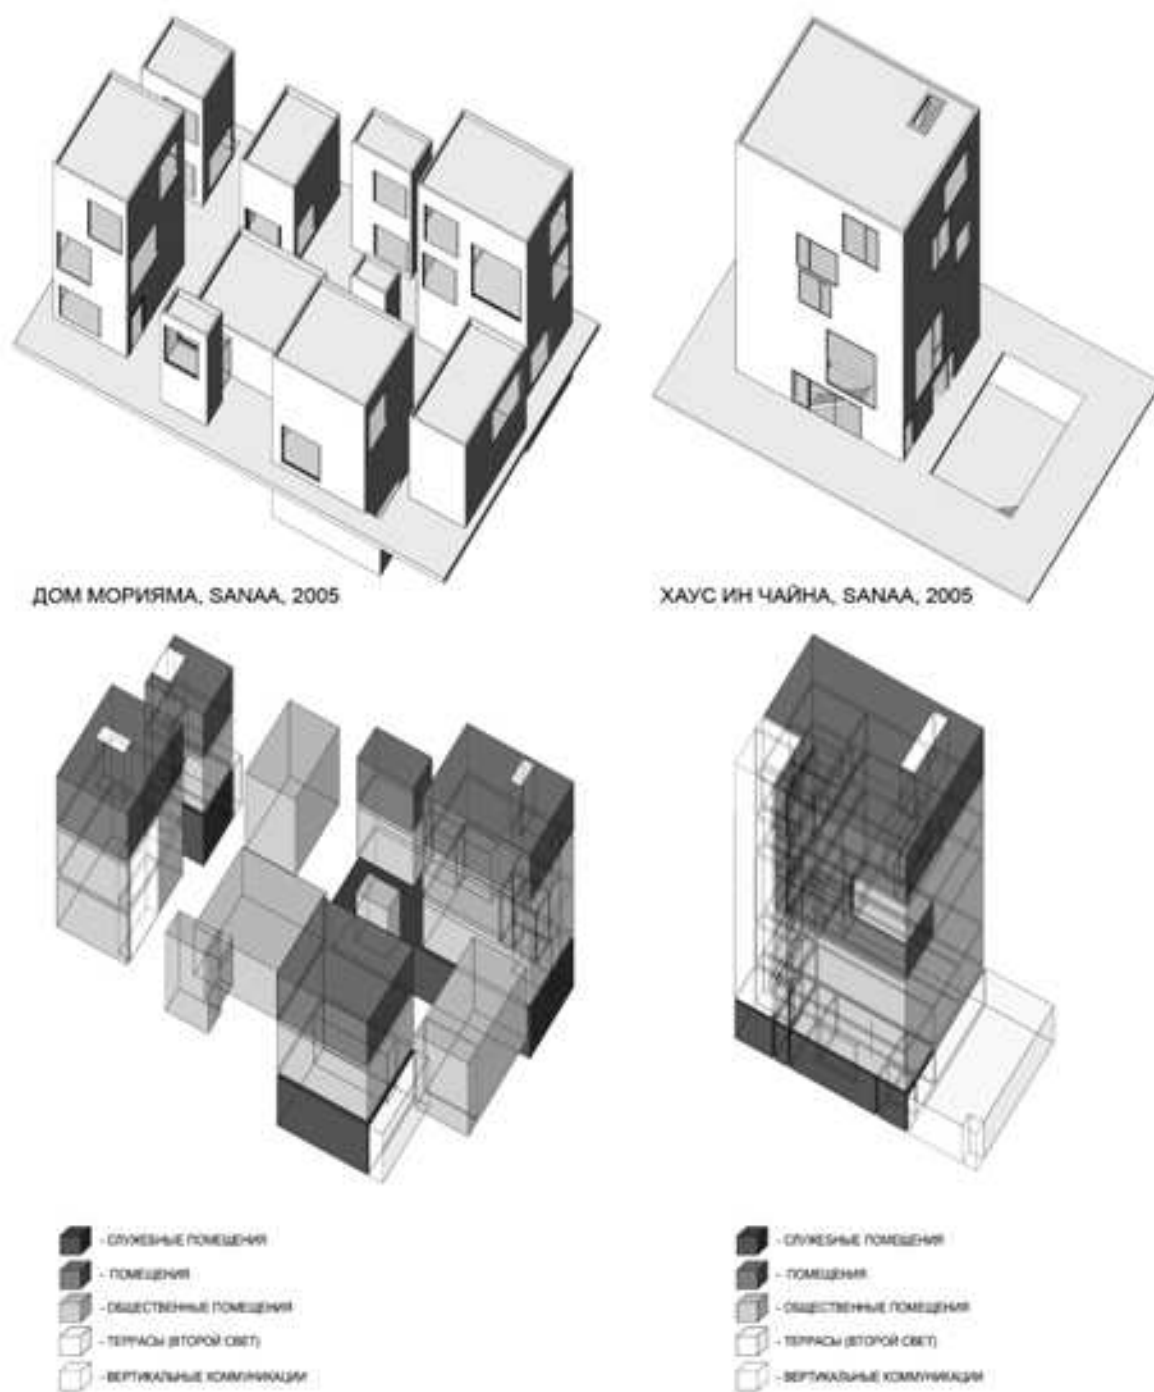 ДОМ МОРИЯМА, SANAA, 2005
ХАУС ИН ЧАЙНА, SANAA, 2005
- СЛУЖЕБНЫЕ ПОМЕЩЕНИЯ
- ПОМЕЩЕНИЯ
- ОБЩЕСТВЕННЫЕ ПОМЕЩЕНИЯ
- ТЕРРАСЫ (ВТОРОЙ СВЕТ)
- ВЕРТИКАЛЬНЫЕ КОММУНИКАЦИИ
- СЛУЖЕБНЫЕ ПОМЕЩЕНИЯ
- ПОМЕЩЕНИЯ
- ОБЩЕСТВЕННЫЕ ПОМЕЩЕНИЯ
- ТЕРРАСЫ (ВТОРОЙ СВЕТ)
- ВЕРТИКАЛЬНЫЕ КОММУНИКАЦИИ